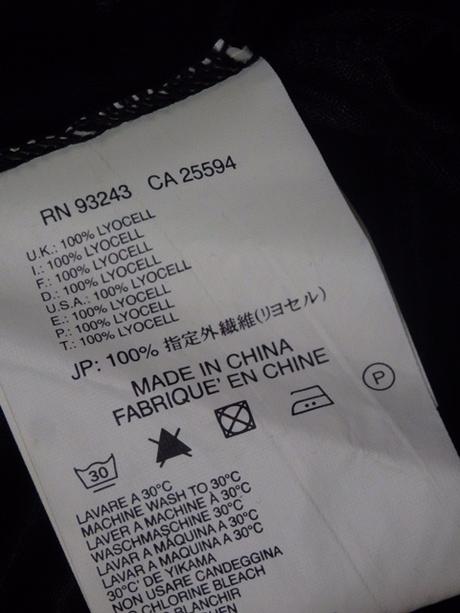 RN 93243 CA 25594
U.K.: 100% LYOCELL
I.: 100% LYOCELL
F.: 100% LYOCELL
D.: 100% LYOCELL
U.S.A.: 100% LYOCELL
E.: 100% LYOCELL
P.: 100% LYOCELL
T.: 100% LYOCELL
JP: 100% 指定外繊維(リヨセル)
MADE IN CHINA
FABRIQUE' EN CHINE
30
P
LAVARE A 30°C
MACHINE WASH TO 30°C
LAVER A MACHINE A 30°C
WASCHMASCHINE 30°C
LAVAR A MAQUINA A 30°C
LAVAR A MAQUINA A 30°C
30°C' DE YIKAMA
NON USARE CANDEGGINA
CHLORINE BLEACH
BLANCHIR